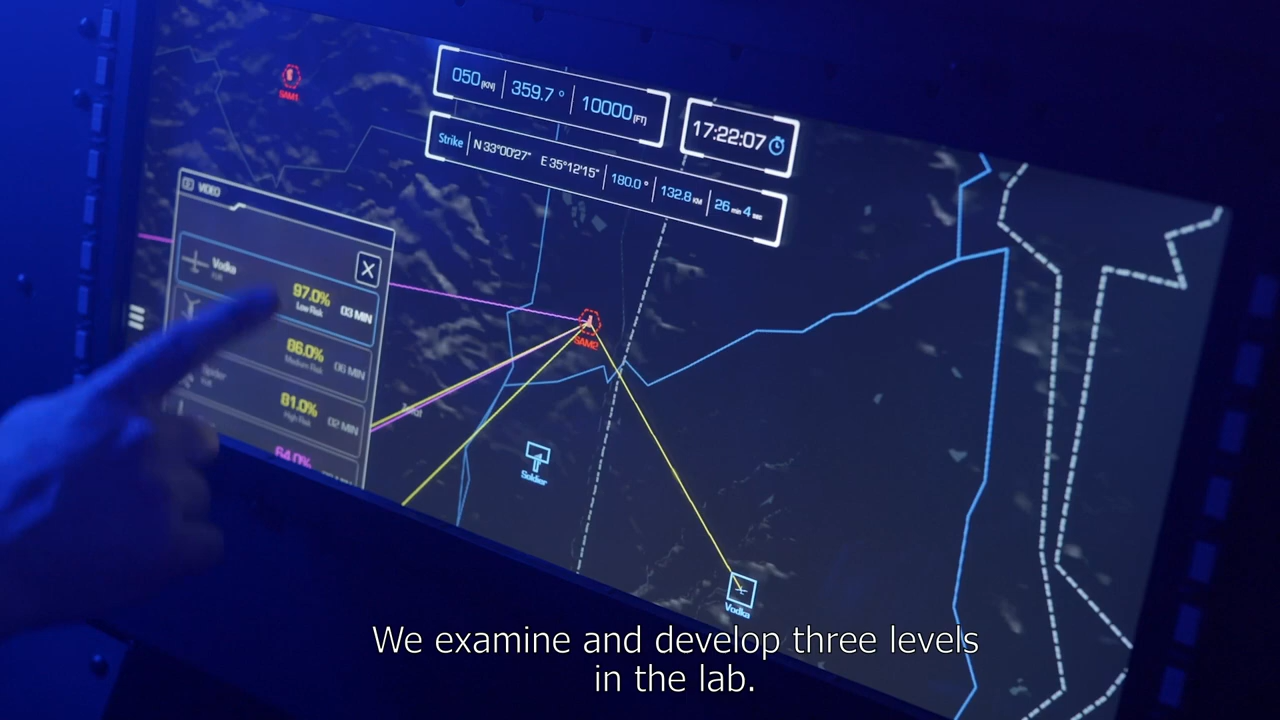 SAM1
050 (KN) 359.7 ° 10000 (FT)
17:22:07
Strike N 33°00'27" E 35°12'15" 180.0 ° 132.8 KM 26 min 4 sec
VIDEO
X
Vodka
97.0% 03 MIN
Low Risk
86.0% 06 MIN
Medium Risk
81.0% 02 MIN
High Risk
64.0%
SAM2
Soldier
Vodka
We examine and develop three levels
in the lab.